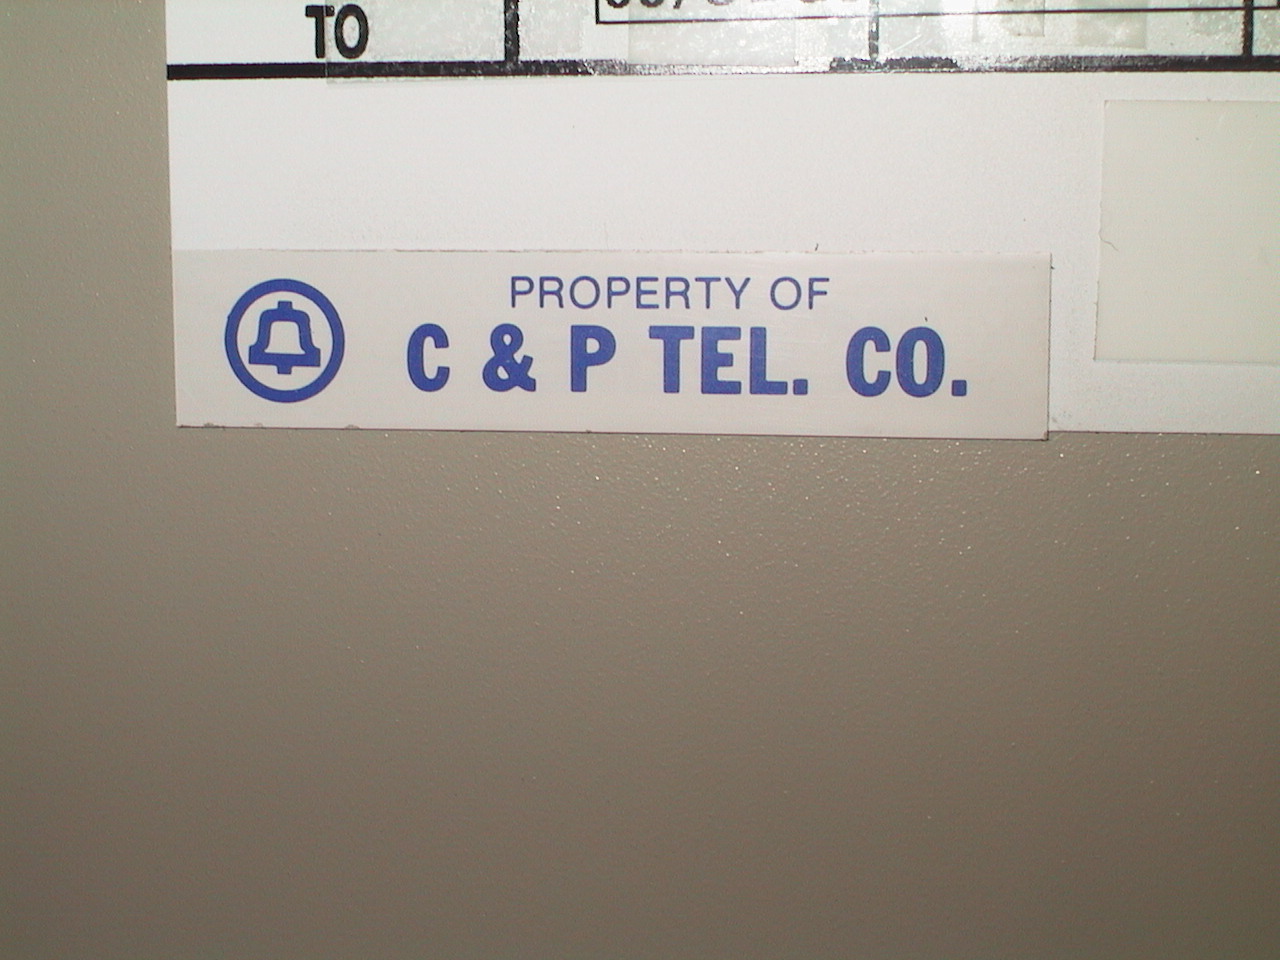 TO
PROPERTY OF
C & P TEL. CO.